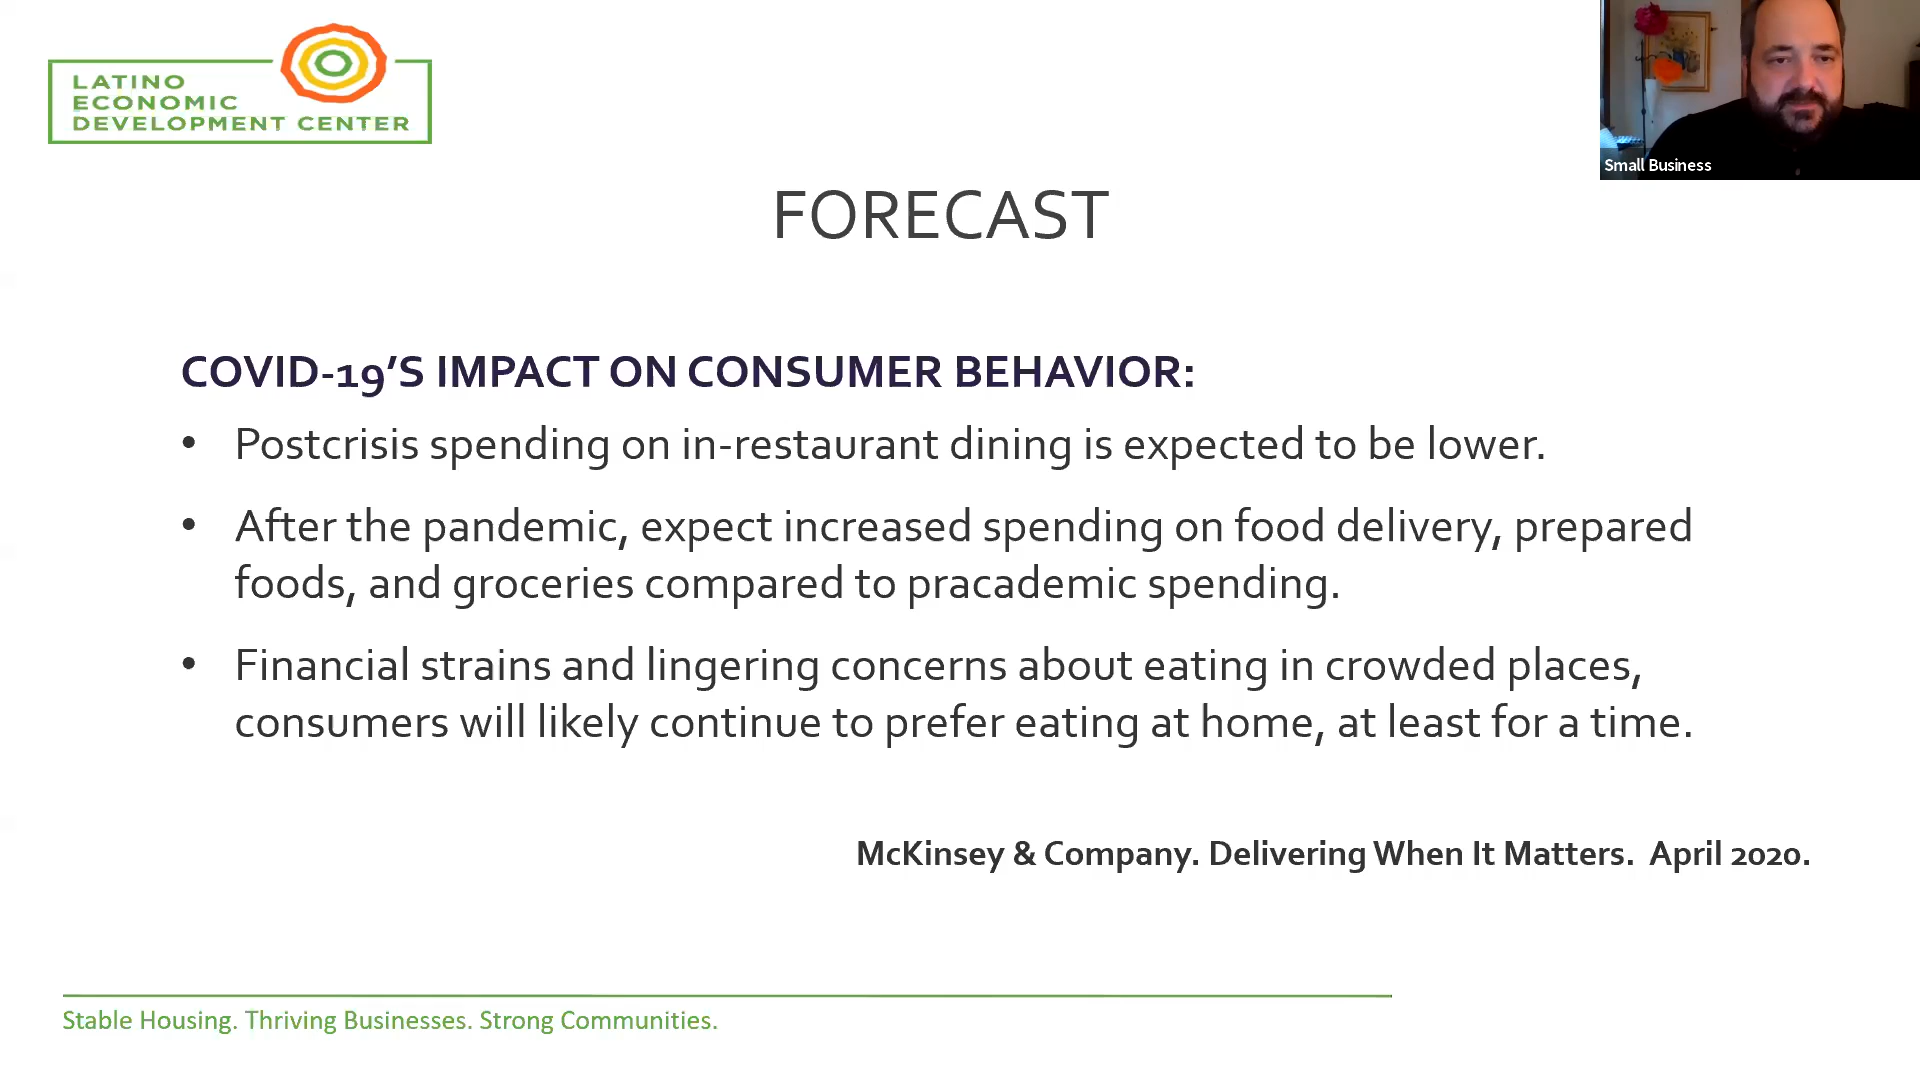 LATINO
ECONOMIC
DEVELOPMENT CENTER
Small Business
FORECAST
COVID-19’S IMPACT ON CONSUMER BEHAVIOR:
• Postcrisis spending on in-restaurant dining is expected to be lower.
• After the pandemic, expect increased spending on food delivery, prepared
foods, and groceries compared to pracademic spending.
• Financial strains and lingering concerns about eating in crowded places,
consumers will likely continue to prefer eating at home, at least for a time.
McKinsey & Company. Delivering When It Matters.  April 2020.
Stable Housing. Thriving Businesses. Strong Communities.